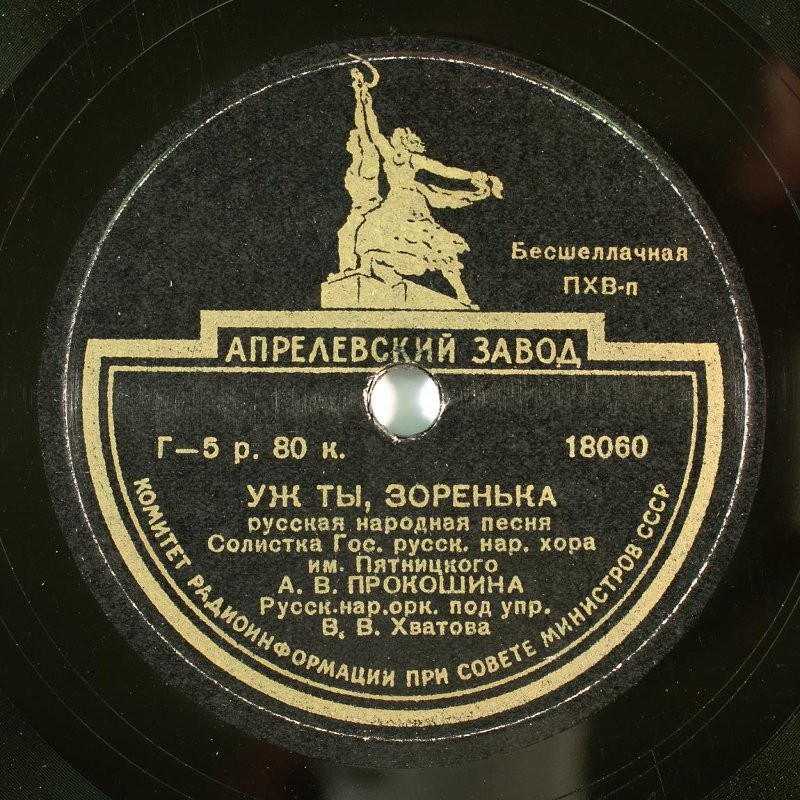 Бесшеллачная
ПХВ-п
АПРЕЛЕВСКИЙ ЗАВОД
Г—5 р. 80 к. 18060
УЖ ТЫ, ЗОРЕНЬКА
русская народная песня
Солистка Гос. русск. нар. хора
им. Пятницкого
А. В. ПРОКОШИНА
Русск.нар.орк. под упр.
В. В. Хватова
КОМИТЕТ РАДИОИНФОРМАЦИИ ПРИ СОВЕТЕ МИНИСТРОВ СССР